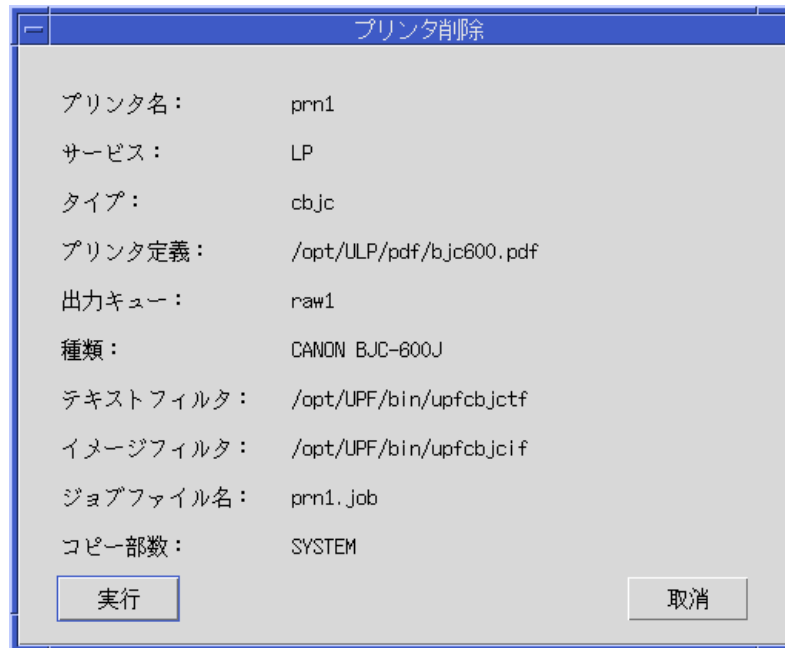 プリンタ削除
プリンタ名： prn1
サービス： LP
タイプ： cbjc
プリンタ定義： /opt/ULP/pdf/bjc600.pdf
出力キュー： raw1
種類： CANON BJC-600J
テキストフィルタ： /opt/UPF/bin/upfcbjctf
イメージフィルタ： /opt/UPF/bin/upfcbjcif
ジョブファイル名： prn1.job
コピー部数： SYSTEM
実行 取消